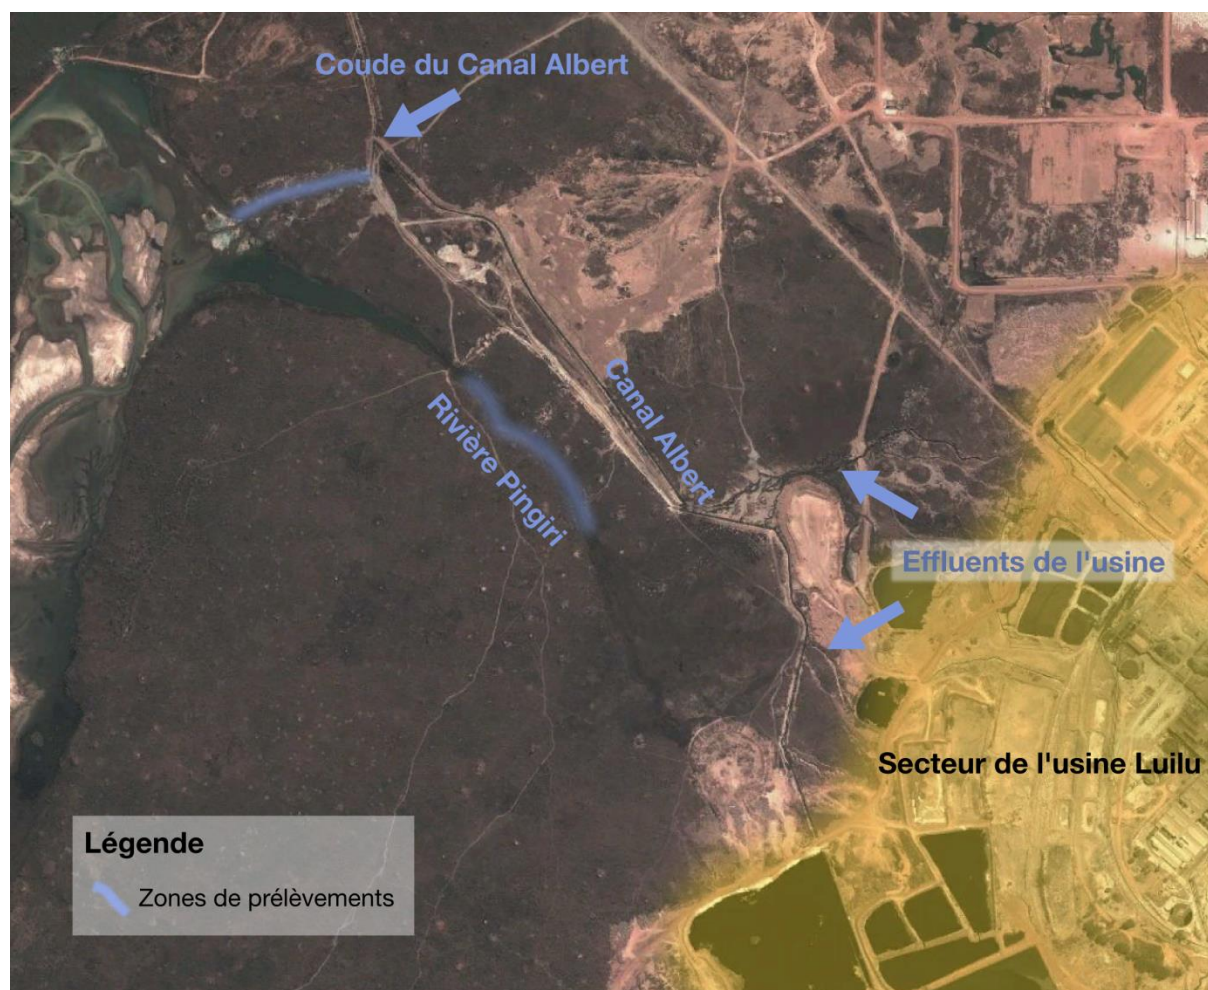 Coude du Canal Albert
Canal Albert
Rivière Pingiri
Effluents de l'usine
Secteur de l'usine Luilu
Légende
Zones de prélèvements